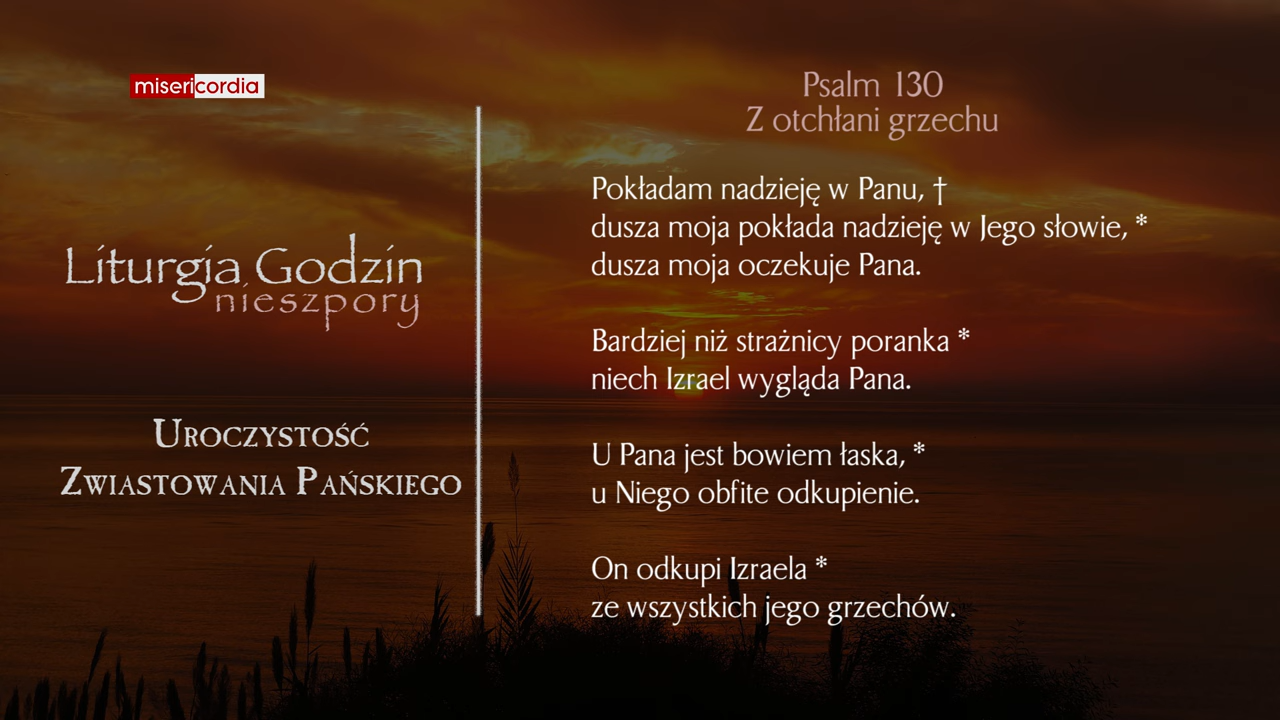 misericordia
Liturgia Godzin
nieszpory
Uroczystość
Zwiastowania Pańskiego
Psalm 130
Z otchłani grzechu
Pokładam nadzieję w Panu, †
dusza moja pokłada nadzieję w Jego słowie, *
dusza moja oczekuje Pana.
Bardziej niż strażnicy poranka *
niech Izrael wygląda Pana.
U Pana jest bowiem łaska, *
u Niego obfite odkupienie.
On odkupi Izraela *
ze wszystkich jego grzechów.